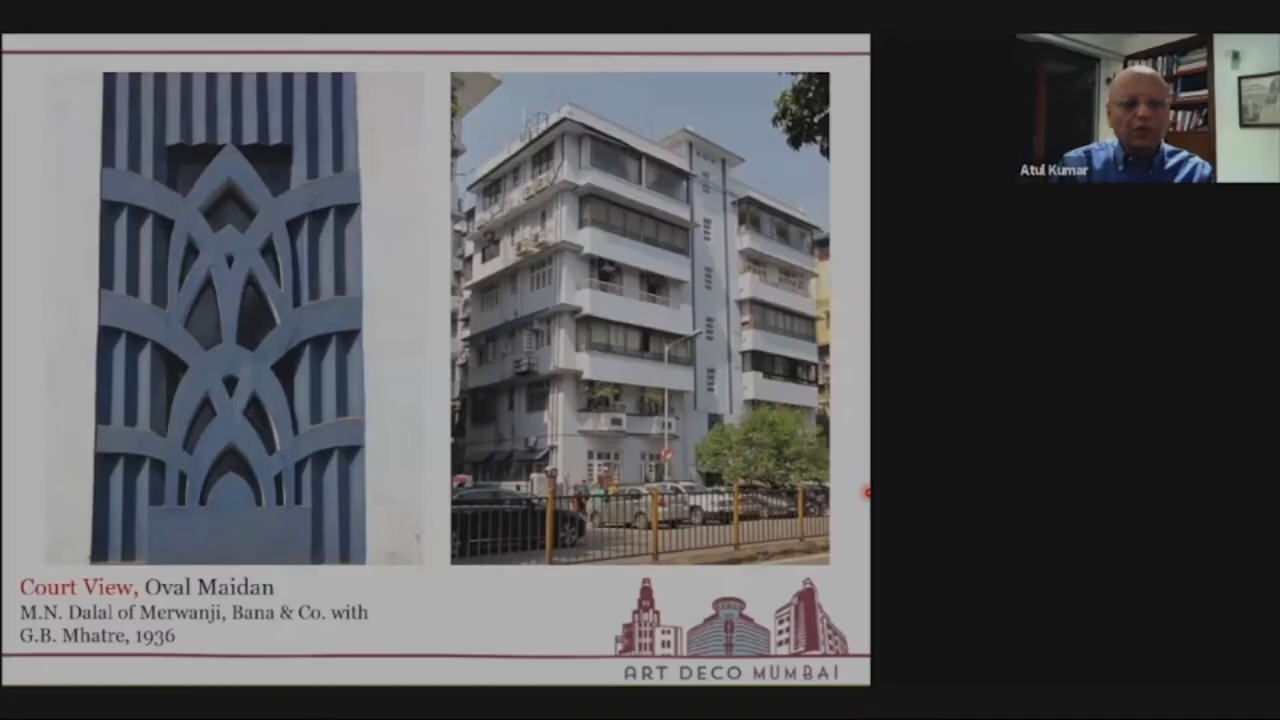 Atul Kumar
Court View, Oval Maidan
M.N. Dalal of Merwanji, Bana & Co. with
G.B. Mhatre, 1936
ART DECO MUMBAI